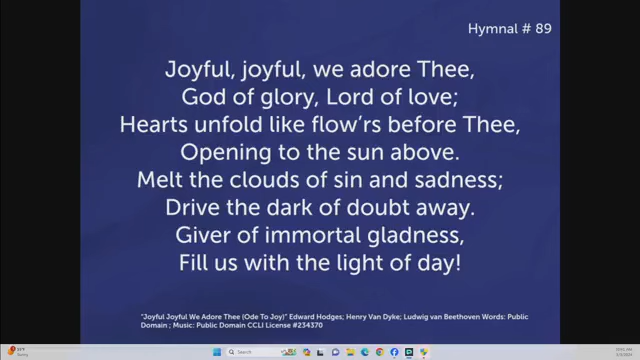 Hymnal # 89
Joyful, joyful, we adore Thee,
God of glory, Lord of love;
Hearts unfold like flow’rs before Thee,
Opening to the sun above.
Melt the clouds of sin and sadness;
Drive the dark of doubt away.
Giver of immortal gladness,
Fill us with the light of day!
"Joyful Joyful We Adore Thee (Ode To Joy)" Edward Hodges; Henry Van Dyke; Ludwig van Beethoven Words: Public
Domain ; Music: Public Domain CCLI License #234370
Search